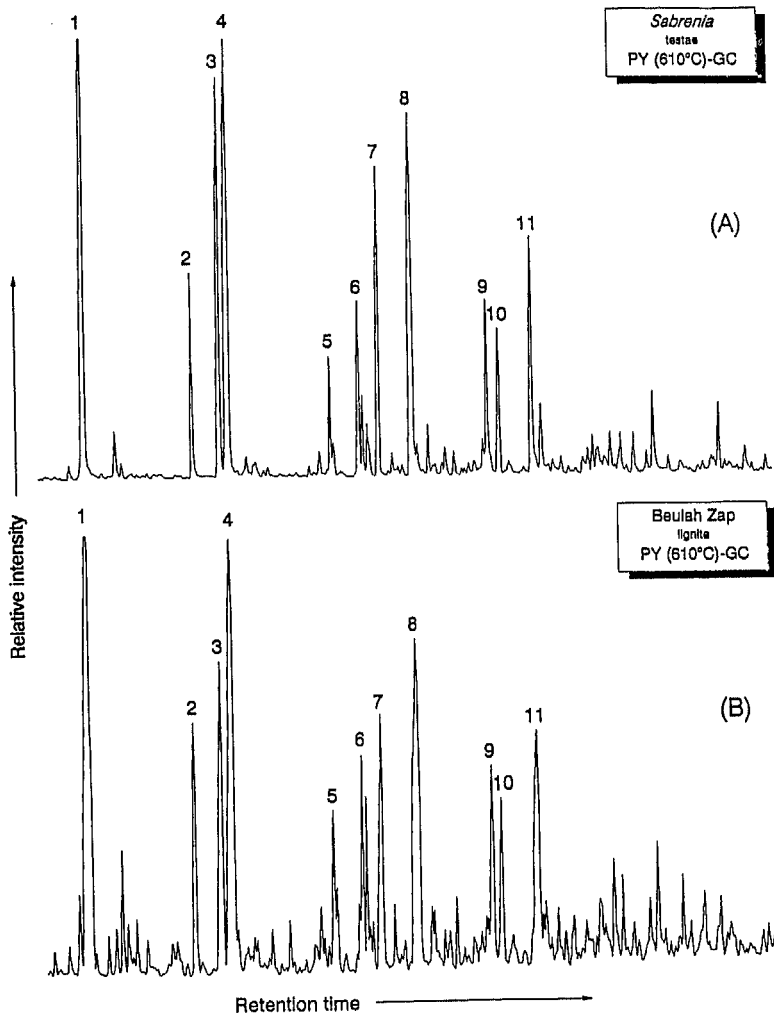 Sabrenia
testae
PY (610°C)-GC
1
4
3
8
7
(A)
11
2
6
9
10
5
Relative intensity
Beulah Zap
lignite
PY (610°C)-GC
1
4
8
3
(B)
2
7
11
6
9
10
5
Retention time